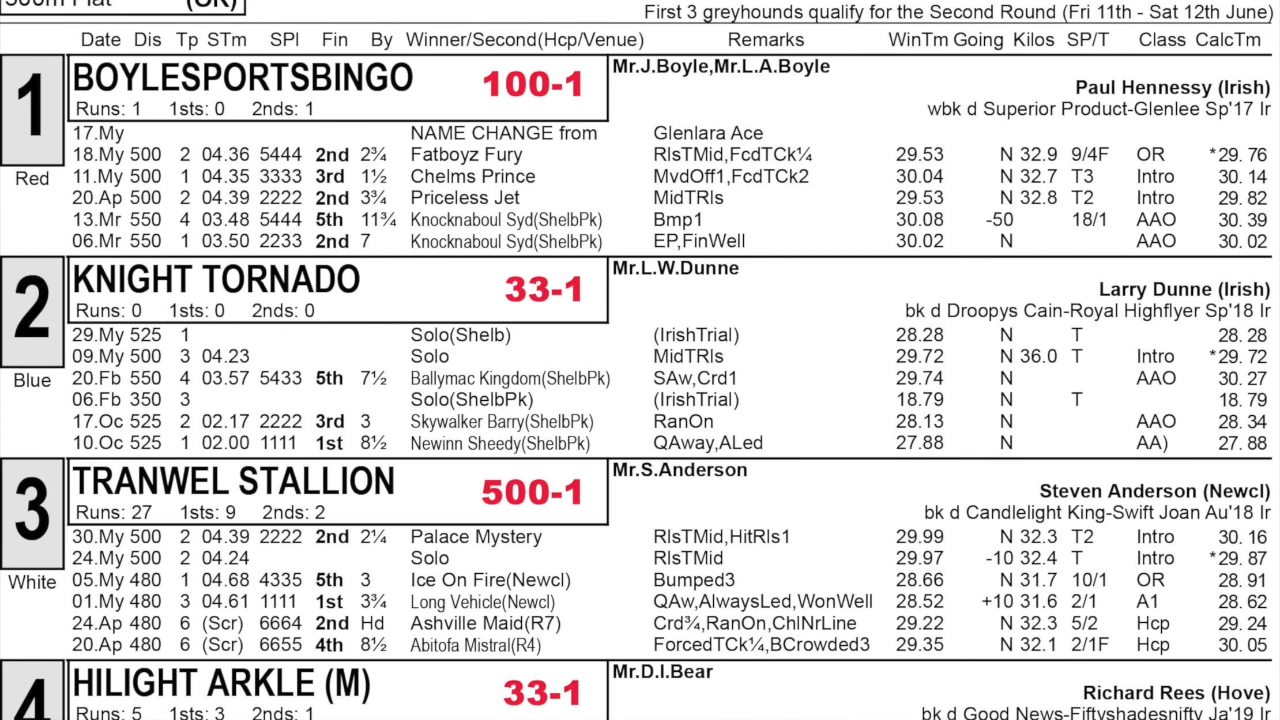 500m Flat (UK)
First 3 greyhounds qualify for the Second Round (Fri 11th - Sat 12th June)
Date Dis Tp STm SPl Fin By Winner/Second(Hcp/Venue) Remarks WinTm Going Kilos SP/T Class CalcTm
1 BOYLESPORTSBINGO 100-1 Mr.J.Boyle,Mr.L.A.Boyle
Paul Hennessy (Irish)
Runs: 1 1sts: 0 2nds: 1 wbk d Superior Product-Glenlee Sp'17 Ir
Red
17.My NAME CHANGE from Glenlara Ace
18.My 500 2 04.36 5444 2nd 2¾ Fatboyz Fury RlsTMid,FcdTCk¼ 29.53 N 32.9 9/4F OR *29. 76
11.My 500 1 04.35 3333 3rd 1½ Chelms Prince MvdOff1,FcdTCk2 30.04 N 32.7 T3 Intro 30. 14
20.Ap 500 2 04.39 2222 2nd 3¾ Priceless Jet MidTRls 29.53 N 32.8 T2 Intro 29. 82
13.Mr 550 4 03.48 5444 5th 11¾ Knocknaboul Syd(ShelbPk) Bmp1 30.08 -50 18/1 AAO 30. 39
06.Mr 550 1 03.50 2233 2nd 7 Knocknaboul Syd(ShelbPk) EP,FinWell 30.02 N AAO 30. 02
2 KNIGHT TORNADO 33-1 Mr.L.W.Dunne
Larry Dunne (Irish)
Runs: 0 1sts: 0 2nds: 0 bk d Droopys Cain-Royal Highflyer Sp'18 Ir
Blue
29.My 525 1 Solo(Shelb) (IrishTrial) 28.28 N T 28. 28
09.My 500 3 04.23 Solo MidTRls 29.72 N 36.0 T Intro *29. 72
20.Fb 550 4 03.57 5433 5th 7½ Ballymac Kingdom(ShelbPk) SAw,Crd1 29.74 N AAO 30. 27
06.Fb 350 3 Solo(ShelbPk) (IrishTrial) 18.79 N T 18. 79
17.Oc 525 2 02.17 2222 3rd 3 Skywalker Barry(ShelbPk) RanOn 28.13 N AAO 28. 34
10.Oc 525 1 02.00 1111 1st 8½ Newinn Sheedy(ShelbPk) QAway,ALed 27.88 N AA) 27. 88
3 TRANWEL STALLION 500-1 Mr.S.Anderson
Steven Anderson (Newcl)
Runs: 27 1sts: 9 2nds: 2 bk d Candlelight King-Swift Joan Au'18 Ir
White
30.My 500 2 04.39 2222 2nd 2¼ Palace Mystery RlsTMid,HitRls1 29.99 N 32.3 T2 Intro 30. 16
24.My 500 2 04.24 Solo RlsTMid 29.97 -10 32.4 T Intro *29. 87
05.My 480 1 04.68 4335 5th 3 Ice On Fire(Newcl) Bumped3 28.66 N 31.7 10/1 OR 28. 91
01.My 480 3 04.61 1111 1st 3¾ Long Vehicle(Newcl) QAw,AlwaysLed,WonWell 28.52 +10 31.6 2/1 A1 28. 62
24.Ap 480 6 (Scr) 6664 2nd Hd Ashville Maid(R7) Crd¾,RanOn,ChlNrLine 29.22 N 32.3 5/2 Hcp 29. 24
20.Ap 480 6 (Scr) 6655 4th 8½ Abitofa Mistral(R4) ForcedTCk¼,BCrowded3 29.35 N 32.1 2/1F Hcp 30. 05
4 HILIGHT ARKLE (M) 33-1 Mr.D.I.Bear
Richard Rees (Hove)
Runs: 5 1sts: 3 2nds: 1 bk d Good News-Fiftyshadesnifty Ja'19 Ir